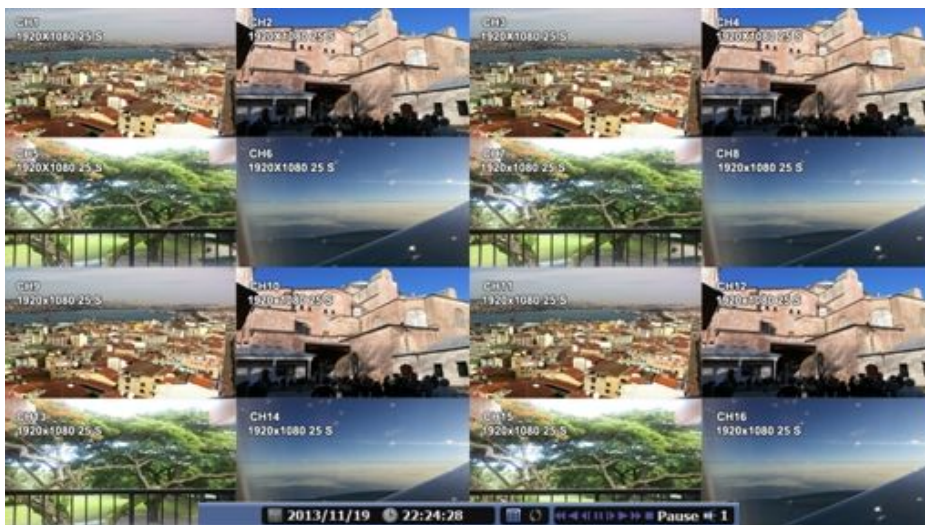 CH1
1920X1080 25 S
CH2
1920X1080 25 S
CH3
1920X1080 25 S
CH4
1920X1080 25 S
CH5
1920X1080 25 S
CH6
1920X1080 25 S
CH7
1920X1080 25 S
CH8
1920x1080 25 S
CH9
1920x1080 25 S
CH10
1920x1080 25 S
CH11
1920x1080 25 S
CH12
1920x1080 25 S
CH13
1920x1080 25 S
CH14
1920x1080 25 S
CH15
1920x1080 25 S
CH16
1920x1080 25 S
2013/11/19 22:24:28 Pause 1